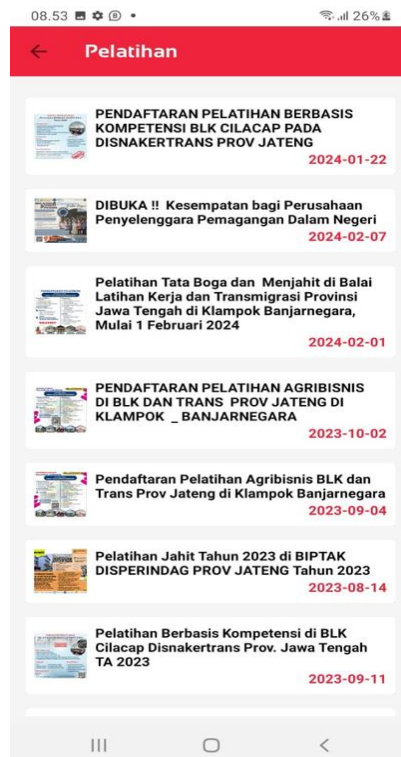 08.53 26%
Pelatihan
PENDAFTARAN PELATIHAN BERBASIS
KOMPETENSI BLK CILACAP PADA
DISNAKERTRANS PROV JATENG
2024-01-22
DIBUKA !! Kesempatan bagi Perusahaan
Penyelenggara Pemagangan Dalam Negeri
2024-02-07
Pelatihan Tata Boga dan Menjahit di Balai
Latihan Kerja dan Transmigrasi Provinsi
Jawa Tengah di Klampok Banjarnegara,
Mulai 1 Februari 2024
2024-02-01
PENDAFTARAN PELATIHAN AGRIBISNIS
DI BLK DAN TRANS PROV JATENG DI
KLAMPOK _ BANJARNEGARA
2023-10-02
Pendaftaran Pelatihan Agribisnis BLK dan
Trans Prov Jateng di Klampok Banjarnegara
2023-09-04
Pelatihan Jahit Tahun 2023 di BIPTAK
DISPERINDAG PROV JATENG Tahun 2023
2023-08-14
Pelatihan Berbasis Kompetensi di BLK
Cilacap Disnakertrans Prov. Jawa Tengah
TA 2023
2023-09-11